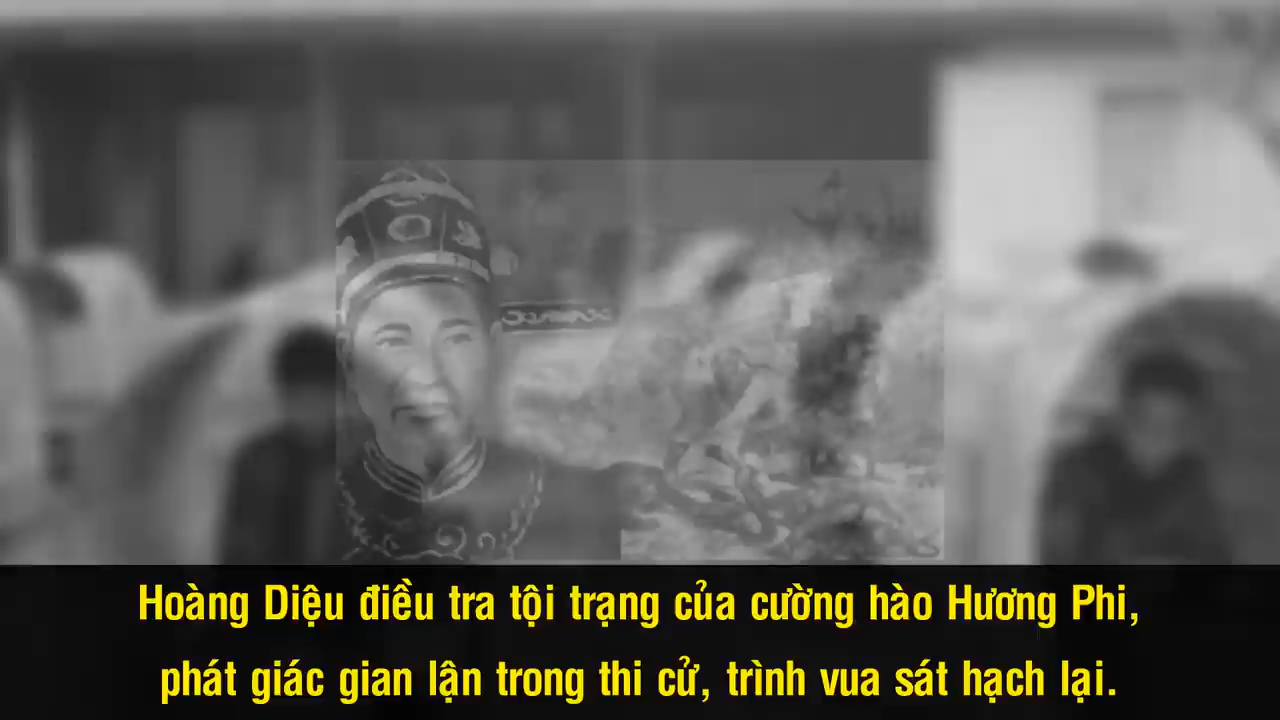 Hoàng Diệu điều tra tội trạng của cường hào Hương Phi,
phát giác gian lận trong thi cử, trình vua sát hạch lại.